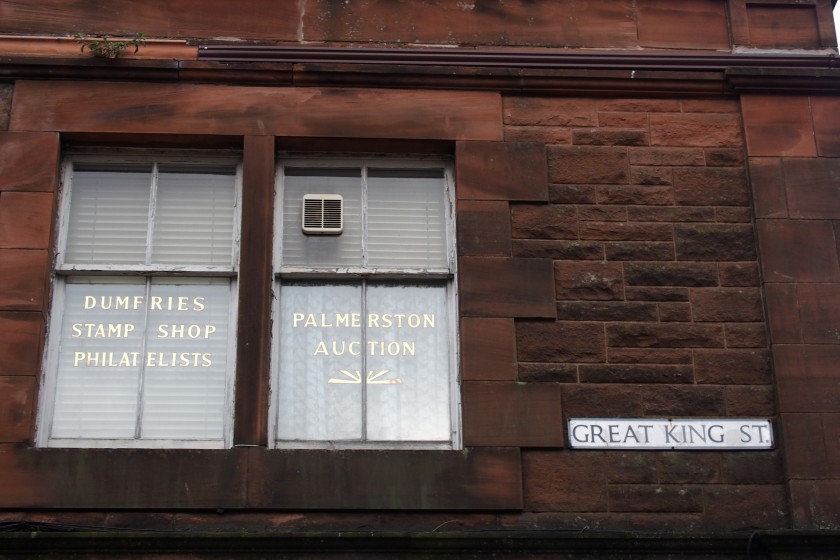 DUMFRIES
STAMP SHOP
PHILATELISTS
PALMERSTON
AUCTION
GREAT KING ST.